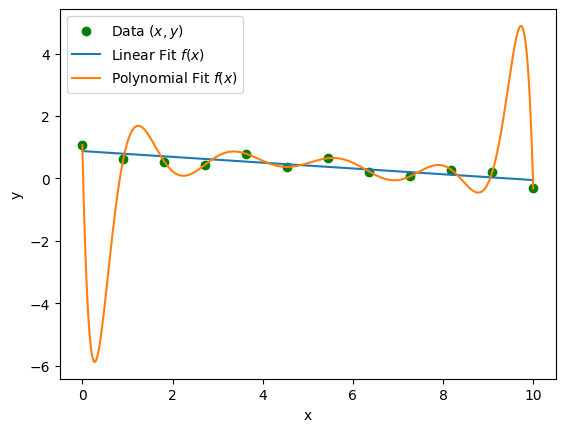 Data (x, y)
Linear Fit f(x)
Polynomial Fit f(x)
4
2
0
−2
−4
−6
y
0
2
4
6
8
10
x